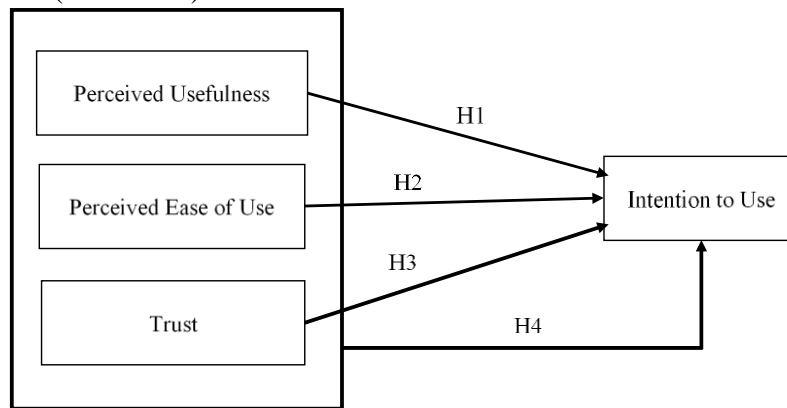 Perceived Usefulness
H1
Perceived Ease of Use
H2
Intention to Use
H3
Trust
H4